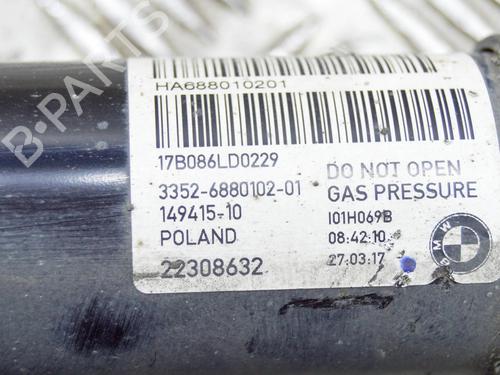 B-PARTS
HA688010201
17B086LD0229
3352-6880102-01
149415-10
POLAND
22308632
DO NOT OPEN
GAS PRESSURE
I01H069B
08:42:10
27.03.17
BMW